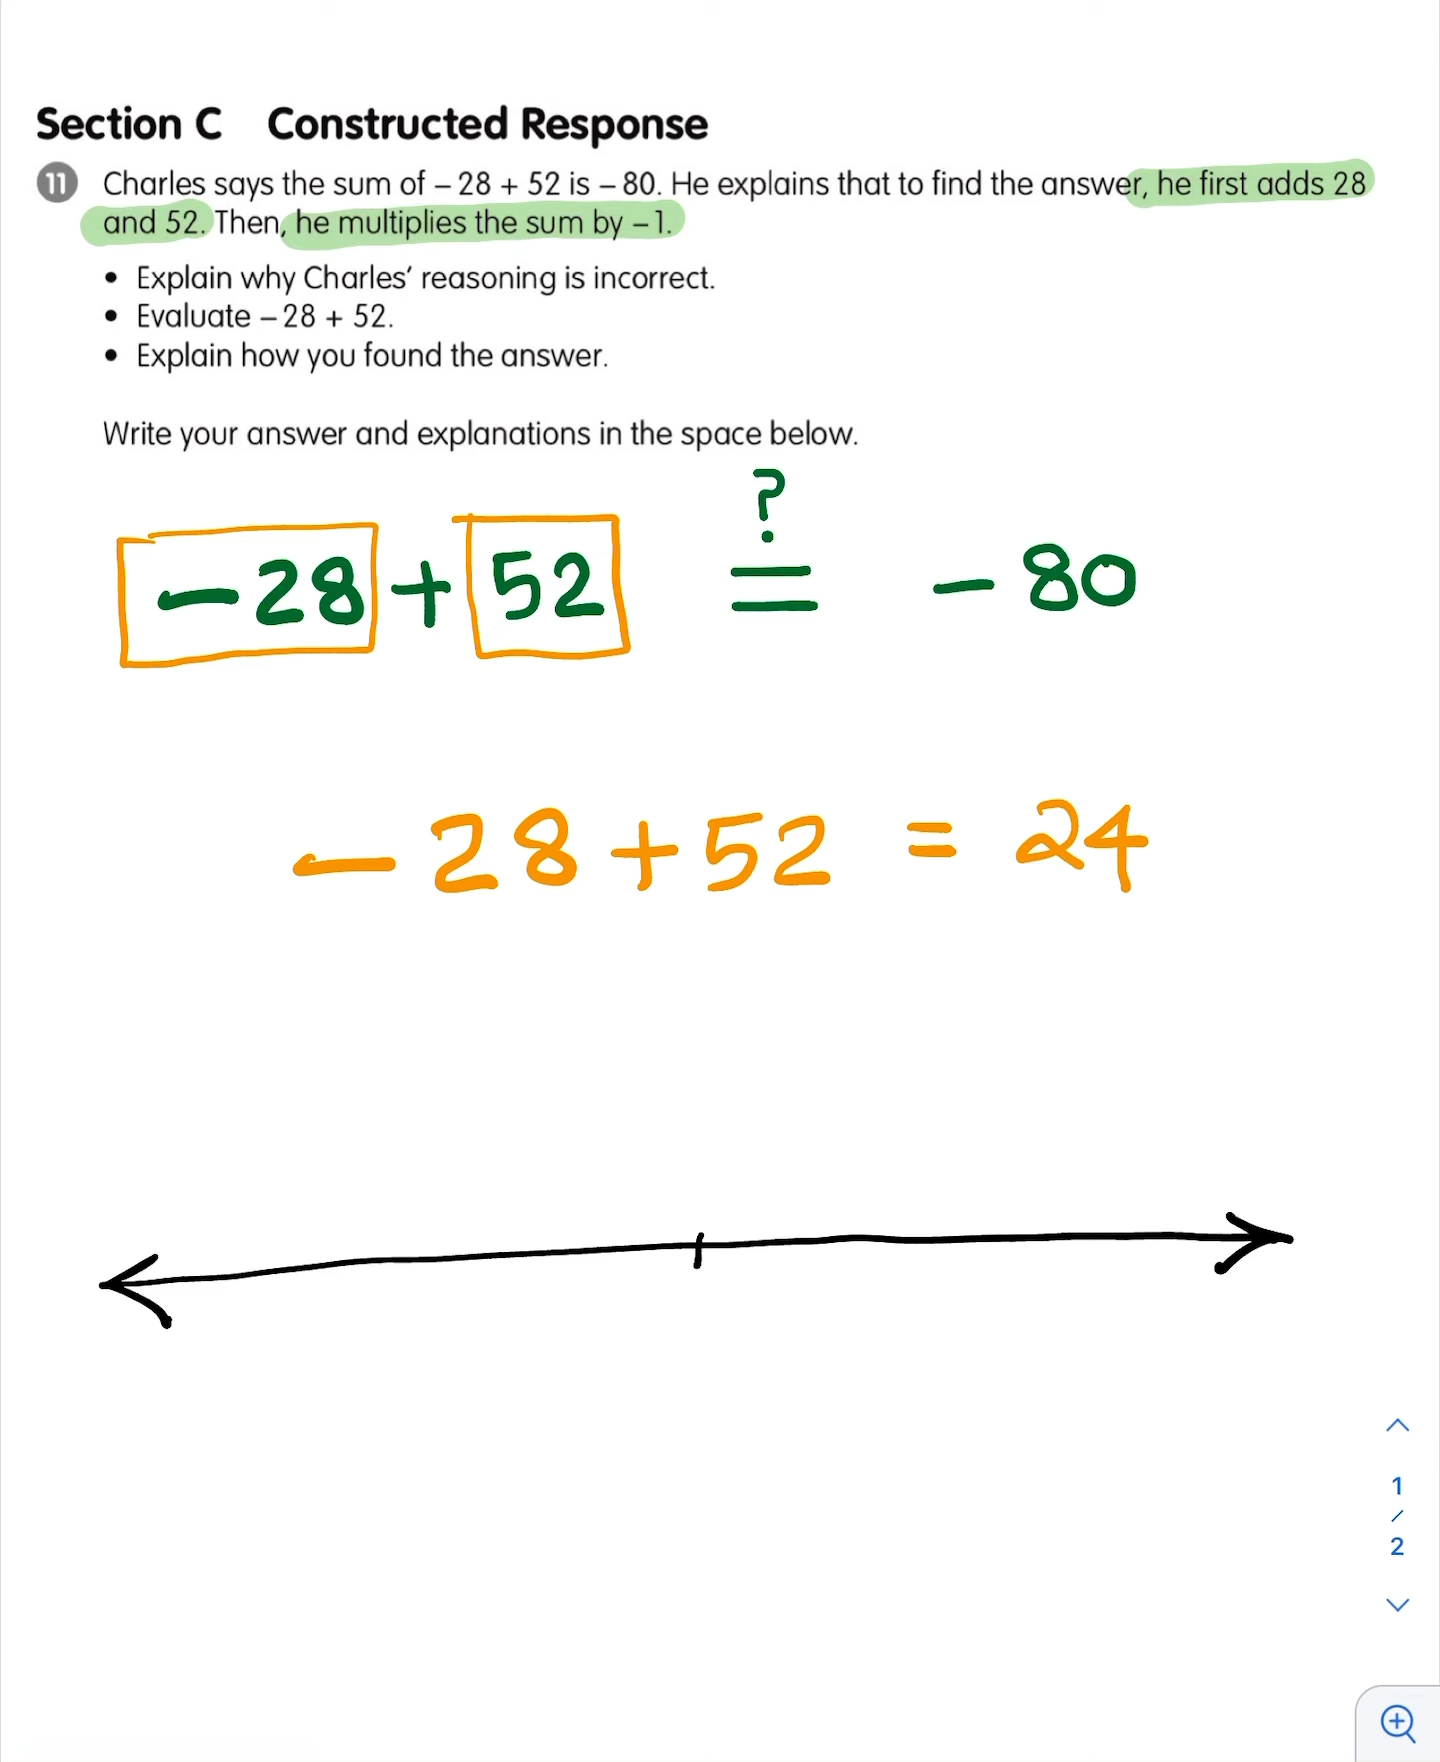 Section C Constructed Response
11 Charles says the sum of – 28 + 52 is – 80. He explains that to find the answer, he first adds 28
and 52. Then, he multiplies the sum by – 1.
• Explain why Charles’ reasoning is incorrect.
• Evaluate – 28 + 52.
• Explain how you found the answer.
Write your answer and explanations in the space below.
?
–28 + 52 = – 80
– 28 + 52 = 24
1
/
2